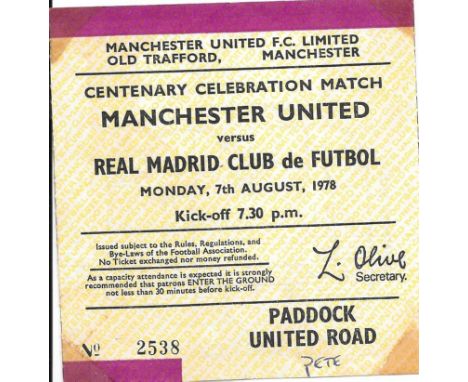 MANCHESTER UNITED F.C. LIMITED
OLD TRAFFORD, MANCHESTER
CENTENARY CELEBRATION MATCH
MANCHESTER UNITED
versus
REAL MADRID CLUB de FUTBOL
MONDAY, 7th AUGUST, 1978
Kick-off 7.30 p.m.
Issued subject to the Rules, Regulations, and
Bye-Laws of the Football Association.
No Ticket exchanged nor money refunded.
As a capacity attendance is expected it is strongly
recommended that patrons ENTER THE GROUND
not less than 30 minutes before kick-off.
L. Olive
Secretary.
PADDOCK
UNITED ROAD
Nº 2538
PETE